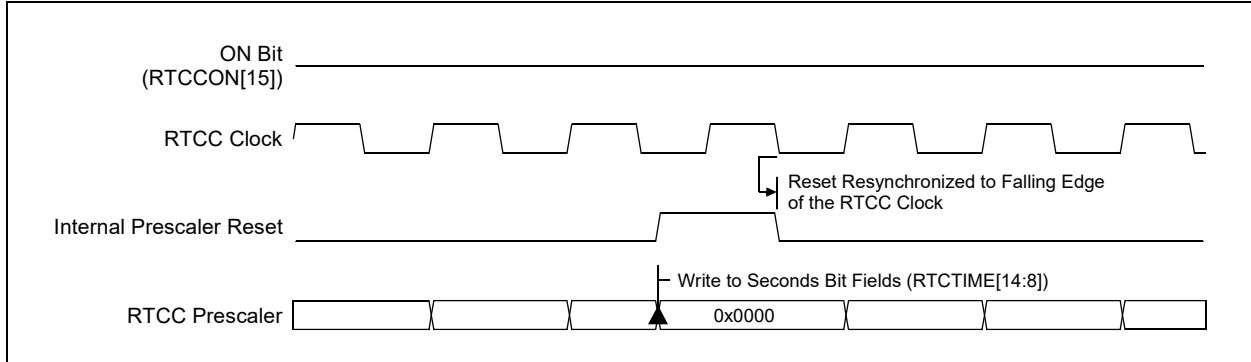 ON Bit
(RTCCON[15])
RTCC Clock
Reset Resynchronized to Falling Edge
of the RTCC Clock
Internal Prescaler Reset
Write to Seconds Bit Fields (RTCTIME[14:8])
RTCC Prescaler
0x0000